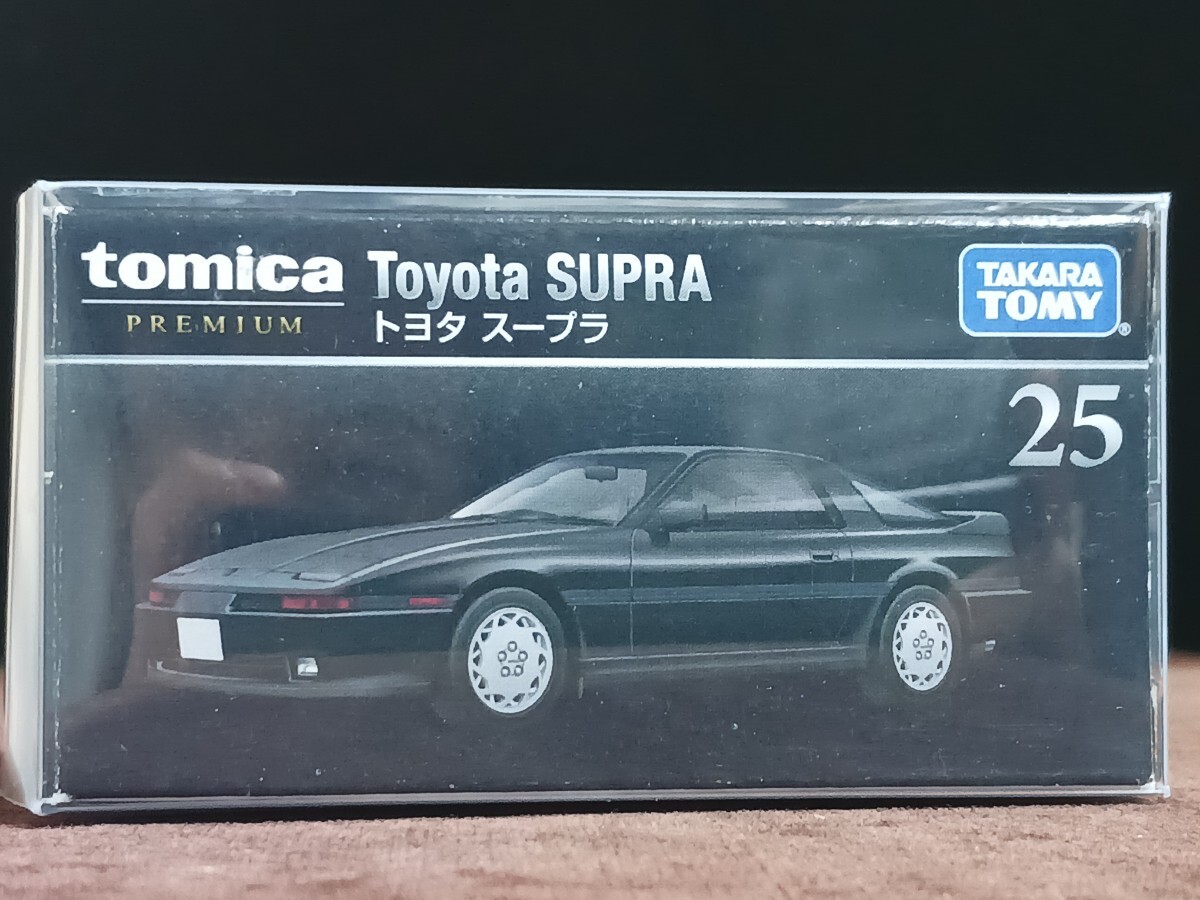 tomica
PREMIUM
Toyota SUPRA
トヨタ スープラ
TAKARA
TOMY®
25